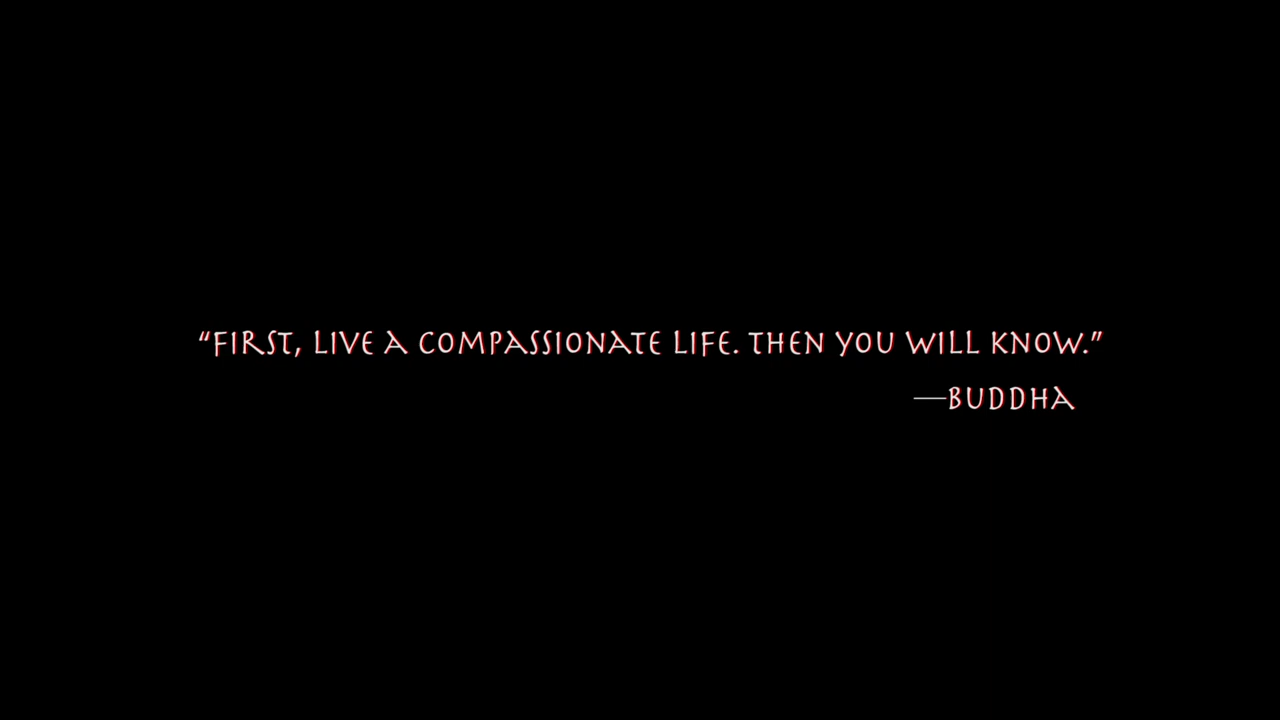 “FIRST, LIVE A COMPASSIONATE LIFE. THEN YOU WILL KNOW.”
—BUDDHA